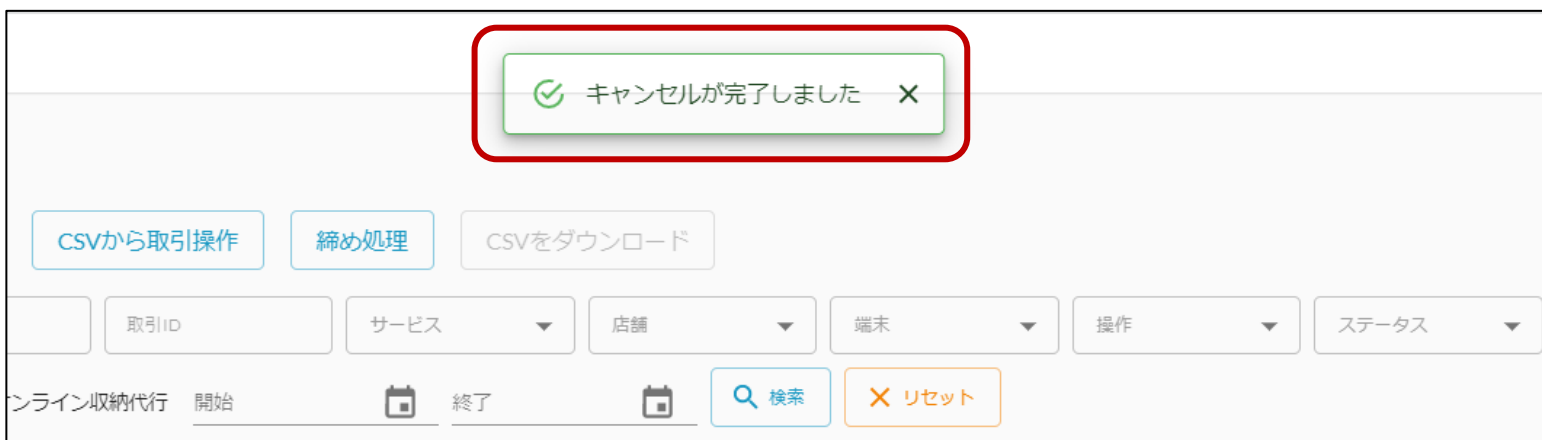 キャンセルが完了しました
CSVから取引操作 締め処理 CSVをダウンロード
取引ID サービス 店舗 端末 操作 ステータス
ンライン収納代行 開始 終了 検索 リセット